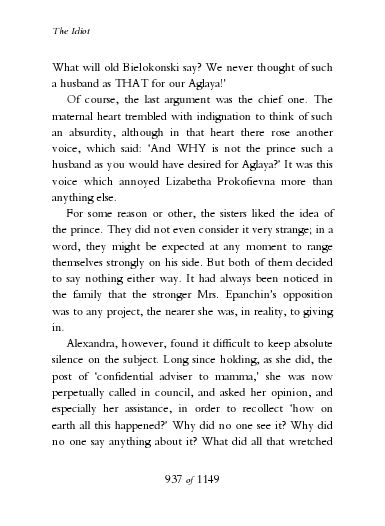 The Idiot
What will old Bielokonski say? We never thought of such
a husband as THAT for our Aglaya!'
Of course, the last argument was the chief one. The
maternal heart trembled with indignation to think of such
an absurdity, although in that heart there rose another
voice, which said: 'And WHY is not the prince such a
husband as you would have desired for Aglaya?' It was this
voice which annoyed Lizabetha Prokofievna more than
anything else.
For some reason or other, the sisters liked the idea of
the prince. They did not even consider it very strange; in a
word, they might be expected at any moment to range
themselves strongly on his side. But both of them decided
to say nothing either way. It had always been noticed in
the family that the stronger Mrs. Epanchin's opposition
was to any project, the nearer she was, in reality, to giving
in.
Alexandra, however, found it difficult to keep absolute
silence on the subject. Long since holding, as she did, the
post of 'confidential adviser to mamma,' she was now
perpetually called in council, and asked her opinion, and
especially her assistance, in order to recollect 'how on
earth all this happened?' Why did no one see it? Why did
no one say anything about it? What did all that wretched
937 of 1149